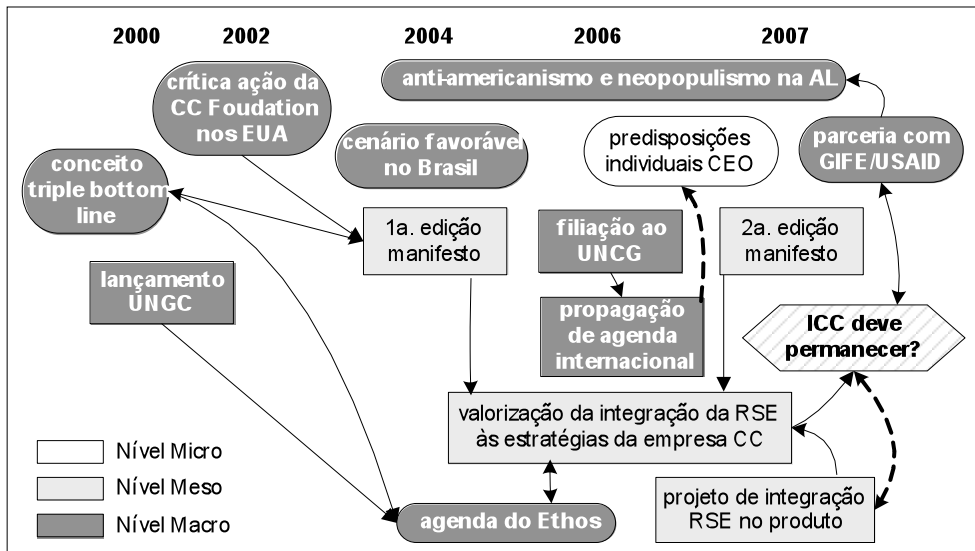 2000 2002 2004 2006 2007
anti-americanismo e neopopulismo na AL
crítica ação da
CC Foudation
nos EUA
cenário favorável
no Brasil
predisposições
individuais CEO
parceria com
GIFE/USAID
conceito
triple bottom
line
1a. edição
manifesto
filiação ao
UNCG
2a. edição
manifesto
lançamento
UNGC
propagação
de agenda
internacional
ICC deve
permanecer?
valorização da integração da RSE
às estratégias da empresa CC
Nível Micro
Nível Meso
Nível Macro
projeto de integração
RSE no produto
agenda do Ethos